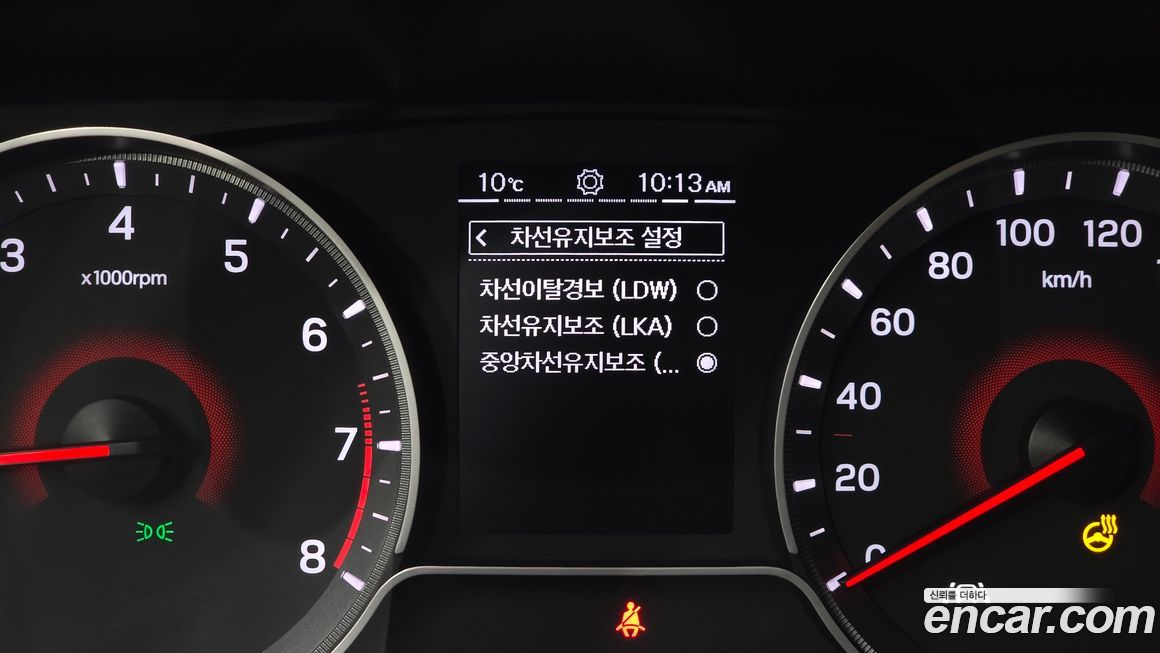 10℃ 10:13 AM
< 차선유지보조 설정
차선이탈경보 (LDW)
차선유지보조 (LKA)
중앙차선유지보조 (...
3
4
5
6
7
8
x1000rpm
0
20
40
60
80
100
120
km/h
신뢰를 더하다
encar.com